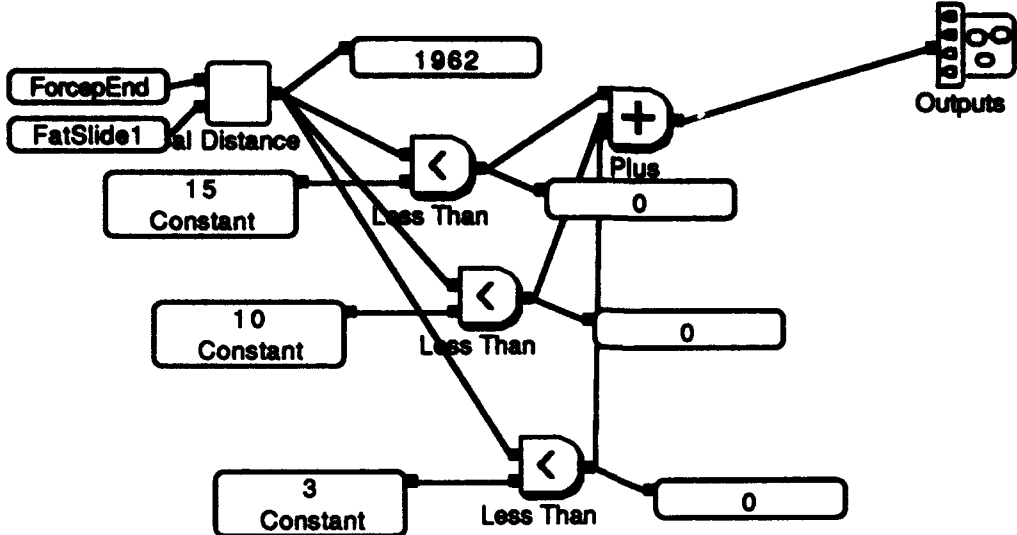 1962
ForcepEnd
FatSlide1
al Distance
Outputs
+
Plus
<
Less Than
15
Constant
0
<
Less Than
10
Constant
0
<
Less Than
3
Constant
0